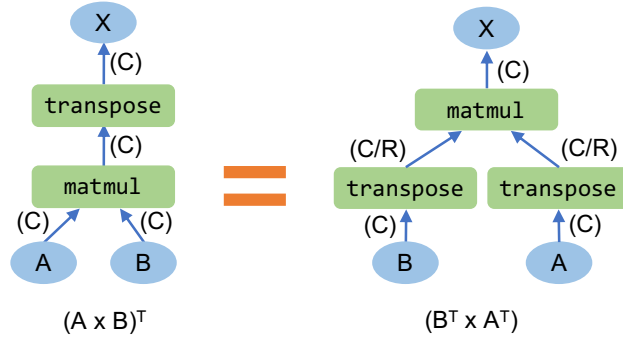 X
(C)
transpose
(C)
matmul
(C) (C)
A B
(A x B)ᵀ
X
(C)
matmul
(C/R) (C/R)
transpose transpose
(C) (C)
B A
(Bᵀ x Aᵀ)